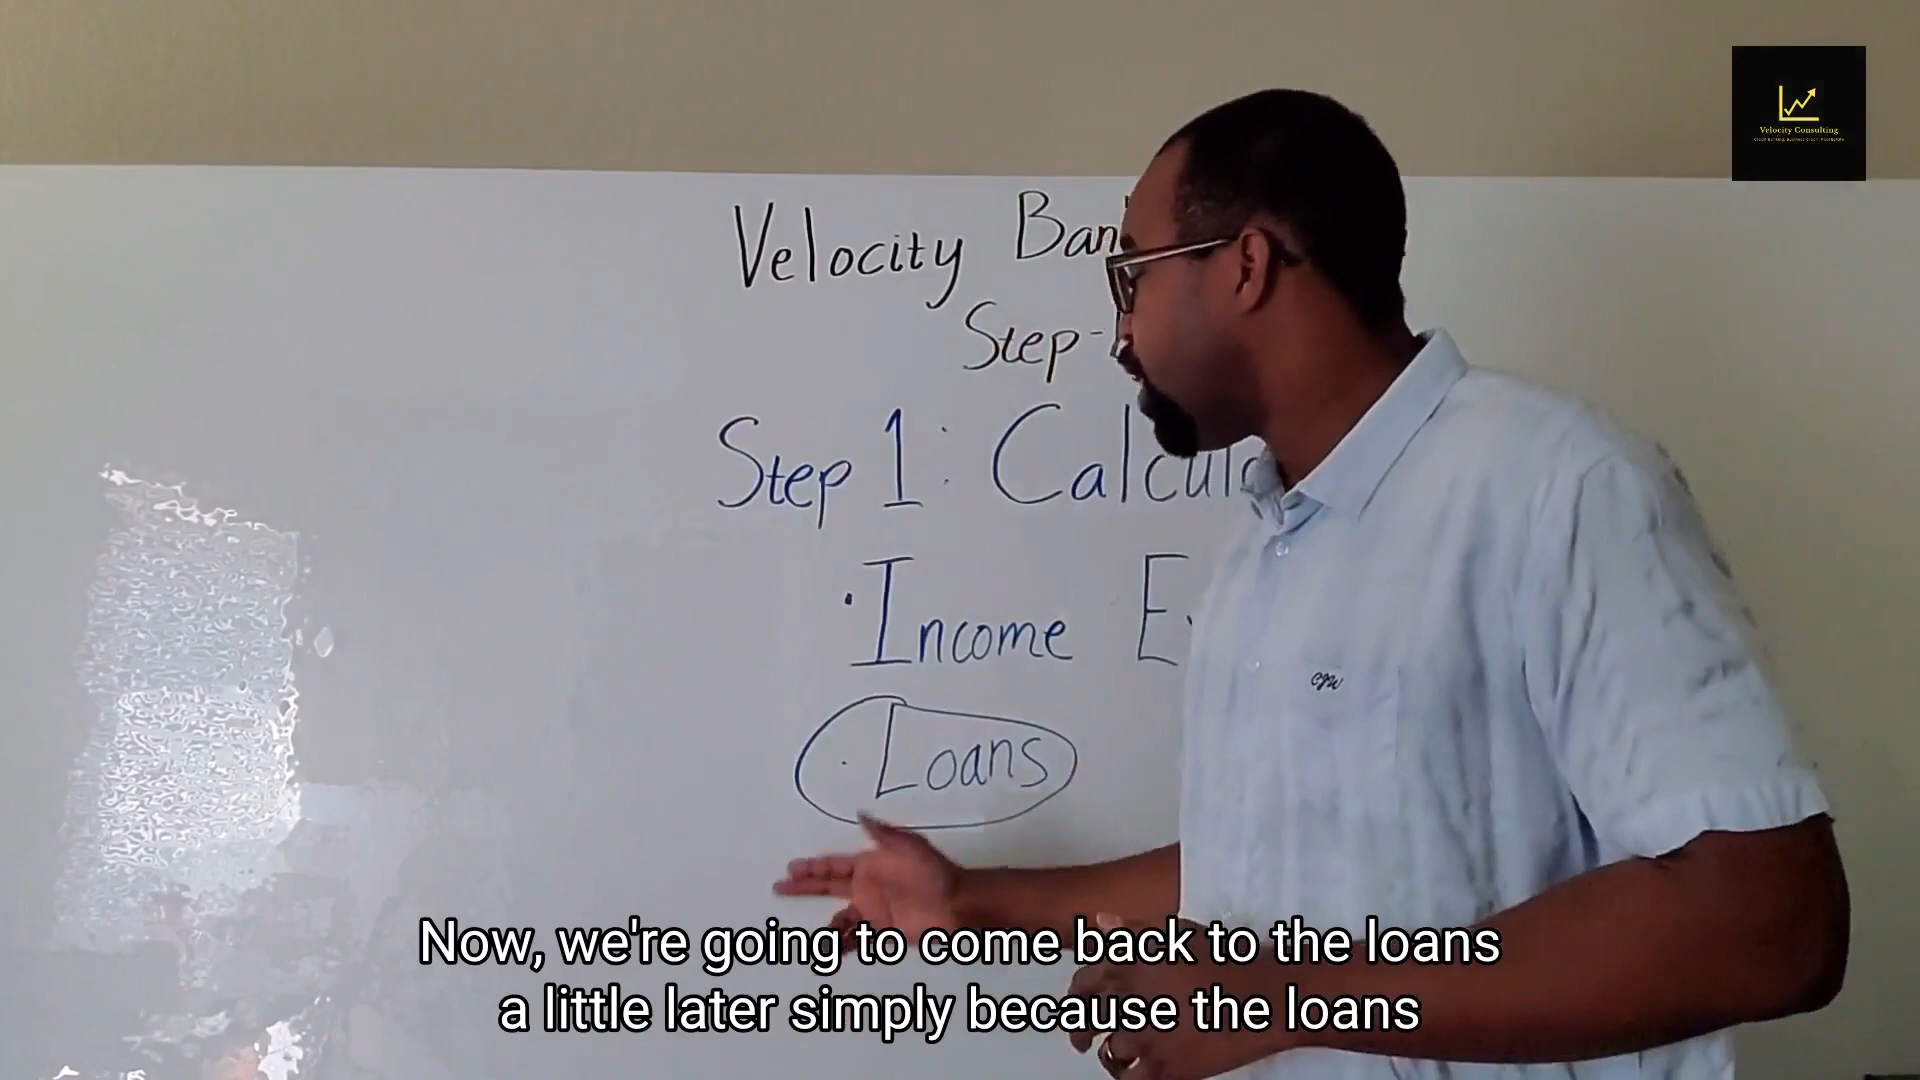 Velocity Consulting
Velocity Ban
Step-
Step 1: Calcul
· Income E
· Loans
CJW
Now, we're going to come back to the loans
a little later simply because the loans